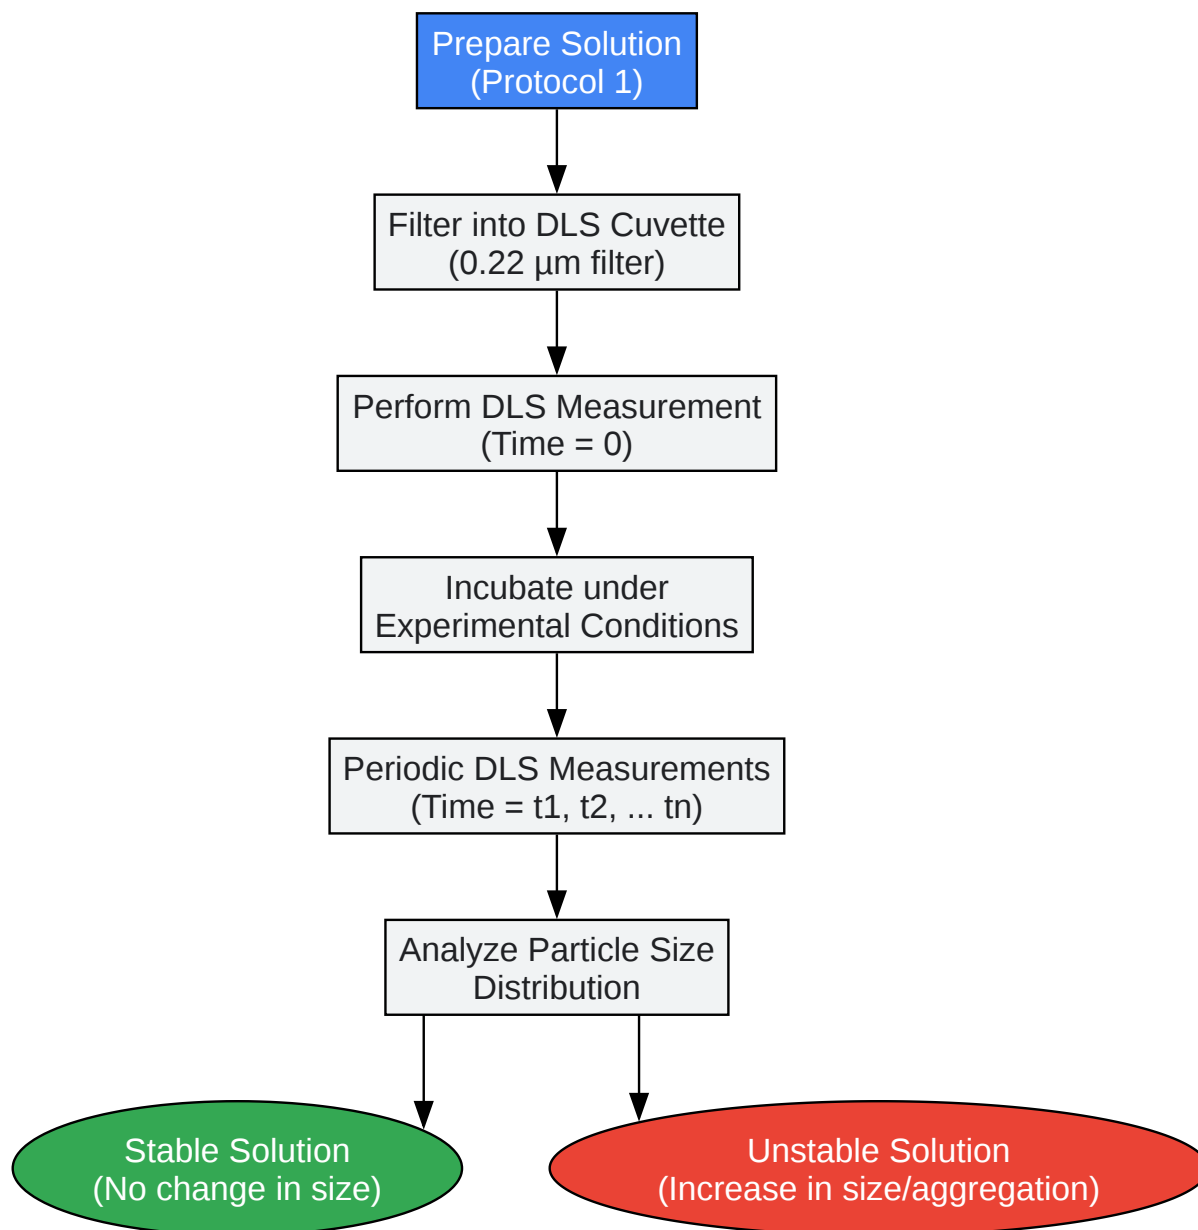 Prepare Solution
(Protocol 1)
Filter into DLS Cuvette
(0.22 µm filter)
Perform DLS Measurement
(Time = 0)
Incubate under
Experimental Conditions
Periodic DLS Measurements
(Time = t1, t2, ... tn)
Analyze Particle Size
Distribution
Stable Solution
(No change in size)
Unstable Solution
(Increase in size/aggregation)